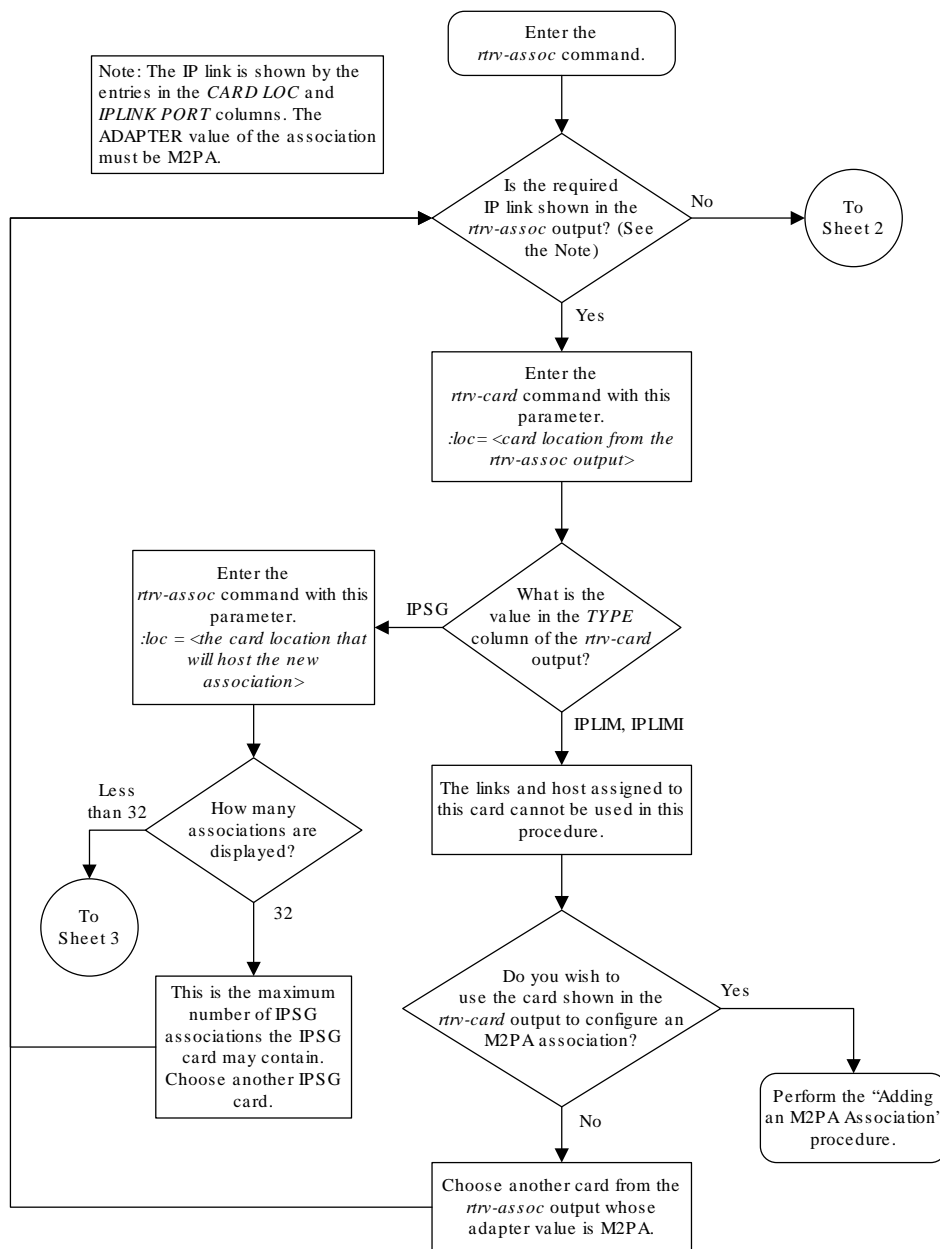 Enter the
rtrv-assoc command.
Note: The IP link is shown by the
entries in the CARD LOC and
IPLINK PORT columns. The
ADAPTER value of the association
must be M2PA.
Is the required
IP link shown in the
rtrv-assoc output? (See
the Note)
No
To
Sheet 2
Yes
Enter the
rtrv-card command with this
parameter.
:loc= <card location from the
rtrv-assoc output>
What is the
value in the TYPE
column of the rtrv-card
output?
IPSG
Enter the
rtrv-assoc command with this
parameter.
:loc = <the card location that
will host the new
association>
IPLIM, IPLIMI
How many
associations are
displayed?
Less
than 32
To
Sheet 3
32
This is the maximum
number of IPSG
associations the IPSG
card may contain.
Choose another IPSG
card.
The links and host assigned to
this card cannot be used in this
procedure.
Do you wish to
use the card shown in the
rtrv-card output to configure an
M2PA association?
Yes
Perform the “Adding
an M2PA Association”
procedure.
No
Choose another card from the
rtrv-assoc output whose
adapter value is M2PA.